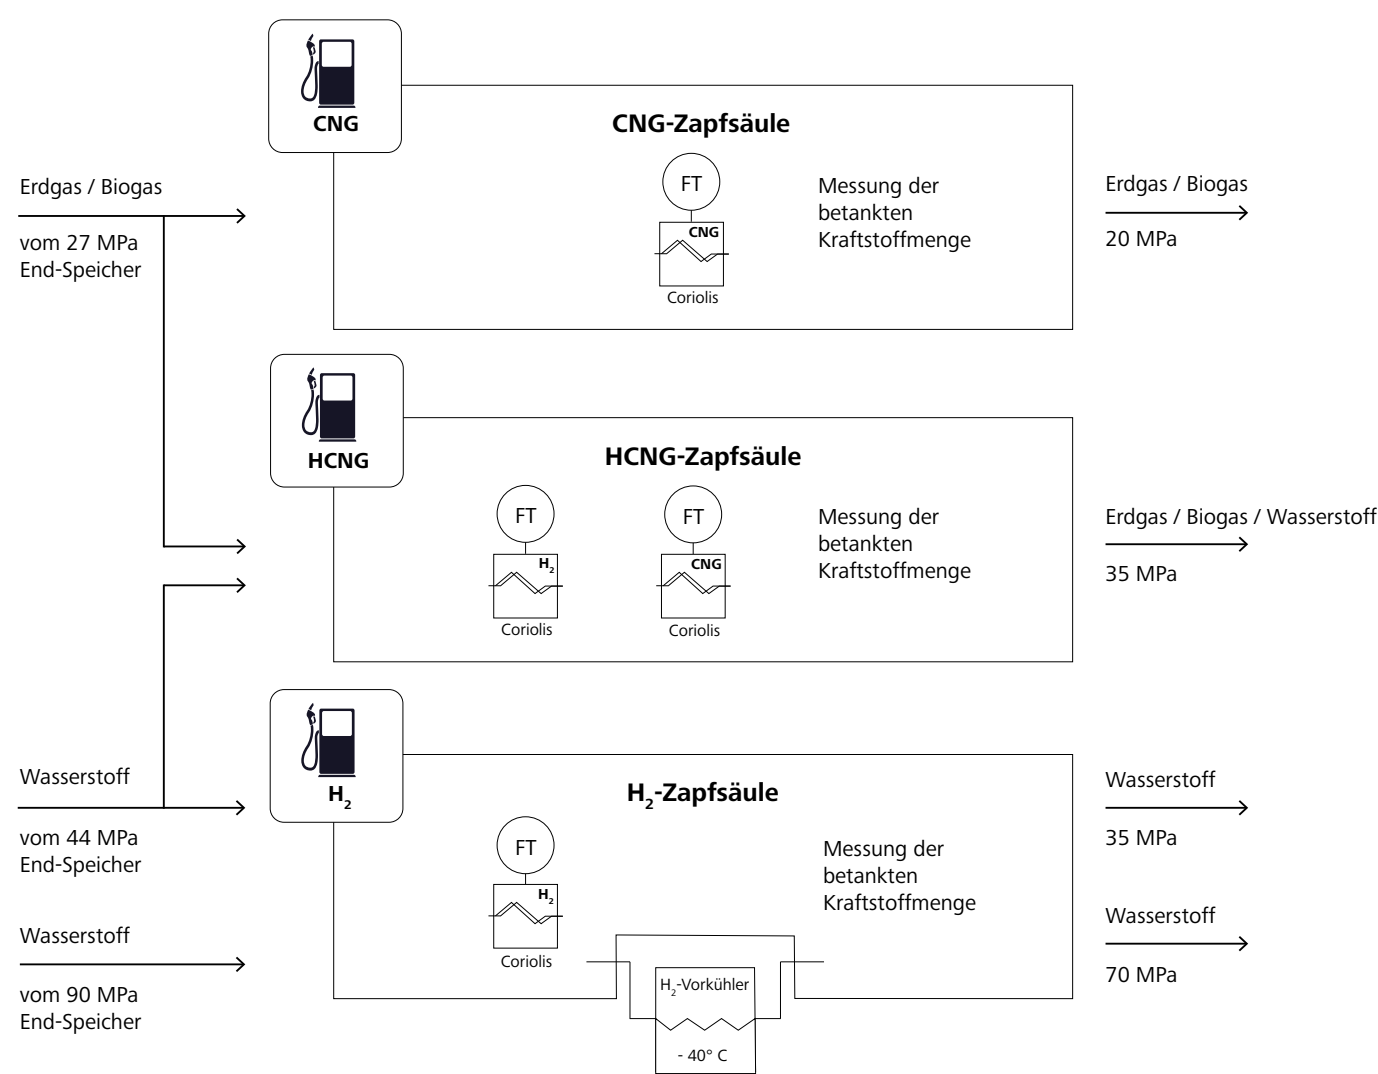 CNG
CNG-Zapfsäule
FT
CNG
Coriolis
Messung der
betankten
Kraftstoffmenge
Erdgas / Biogas
vom 27 MPa
End-Speicher
Erdgas / Biogas
20 MPa
HCNG
HCNG-Zapfsäule
FT
H₂
Coriolis
FT
CNG
Coriolis
Messung der
betankten
Kraftstoffmenge
Erdgas / Biogas / Wasserstoff
35 MPa
H₂
H₂-Zapfsäule
Wasserstoff
vom 44 MPa
End-Speicher
Wasserstoff
vom 90 MPa
End-Speicher
FT
H₂
Coriolis
Messung der
betankten
Kraftstoffmenge
H₂-Vorkühler
- 40° C
Wasserstoff
35 MPa
Wasserstoff
70 MPa